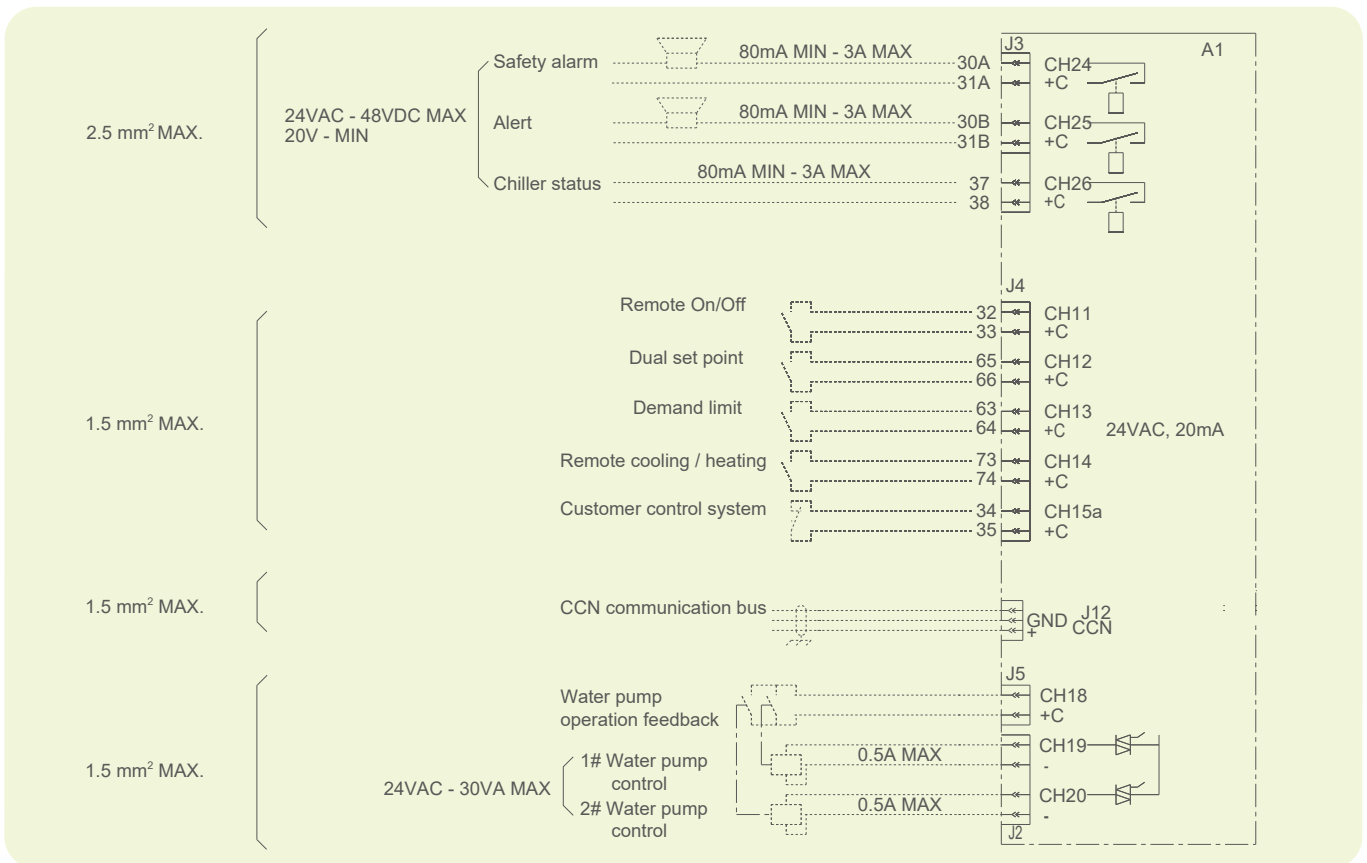 J3
A1
Safety alarm
80mA MIN - 3A MAX
30A
CH24
31A
+C
2.5 mm² MAX.
24VAC - 48VDC MAX
20V - MIN
Alert
80mA MIN - 3A MAX
30B
CH25
31B
+C
Chiller status
80mA MIN - 3A MAX
37
CH26
38
+C
J4
Remote On/Off
32
CH11
33
+C
Dual set point
65
CH12
66
+C
1.5 mm² MAX.
Demand limit
63
CH13
64
+C
24VAC, 20mA
Remote cooling / heating
73
CH14
74
+C
Customer control system
34
CH15a
35
+C
1.5 mm² MAX.
CCN communication bus
GND
+
J12
CCN
:
J5
Water pump
operation feedback
CH18
+C
1.5 mm² MAX.
24VAC - 30VA MAX
1# Water pump
control
0.5A MAX
CH19
-
2# Water pump
control
0.5A MAX
CH20
-
J2